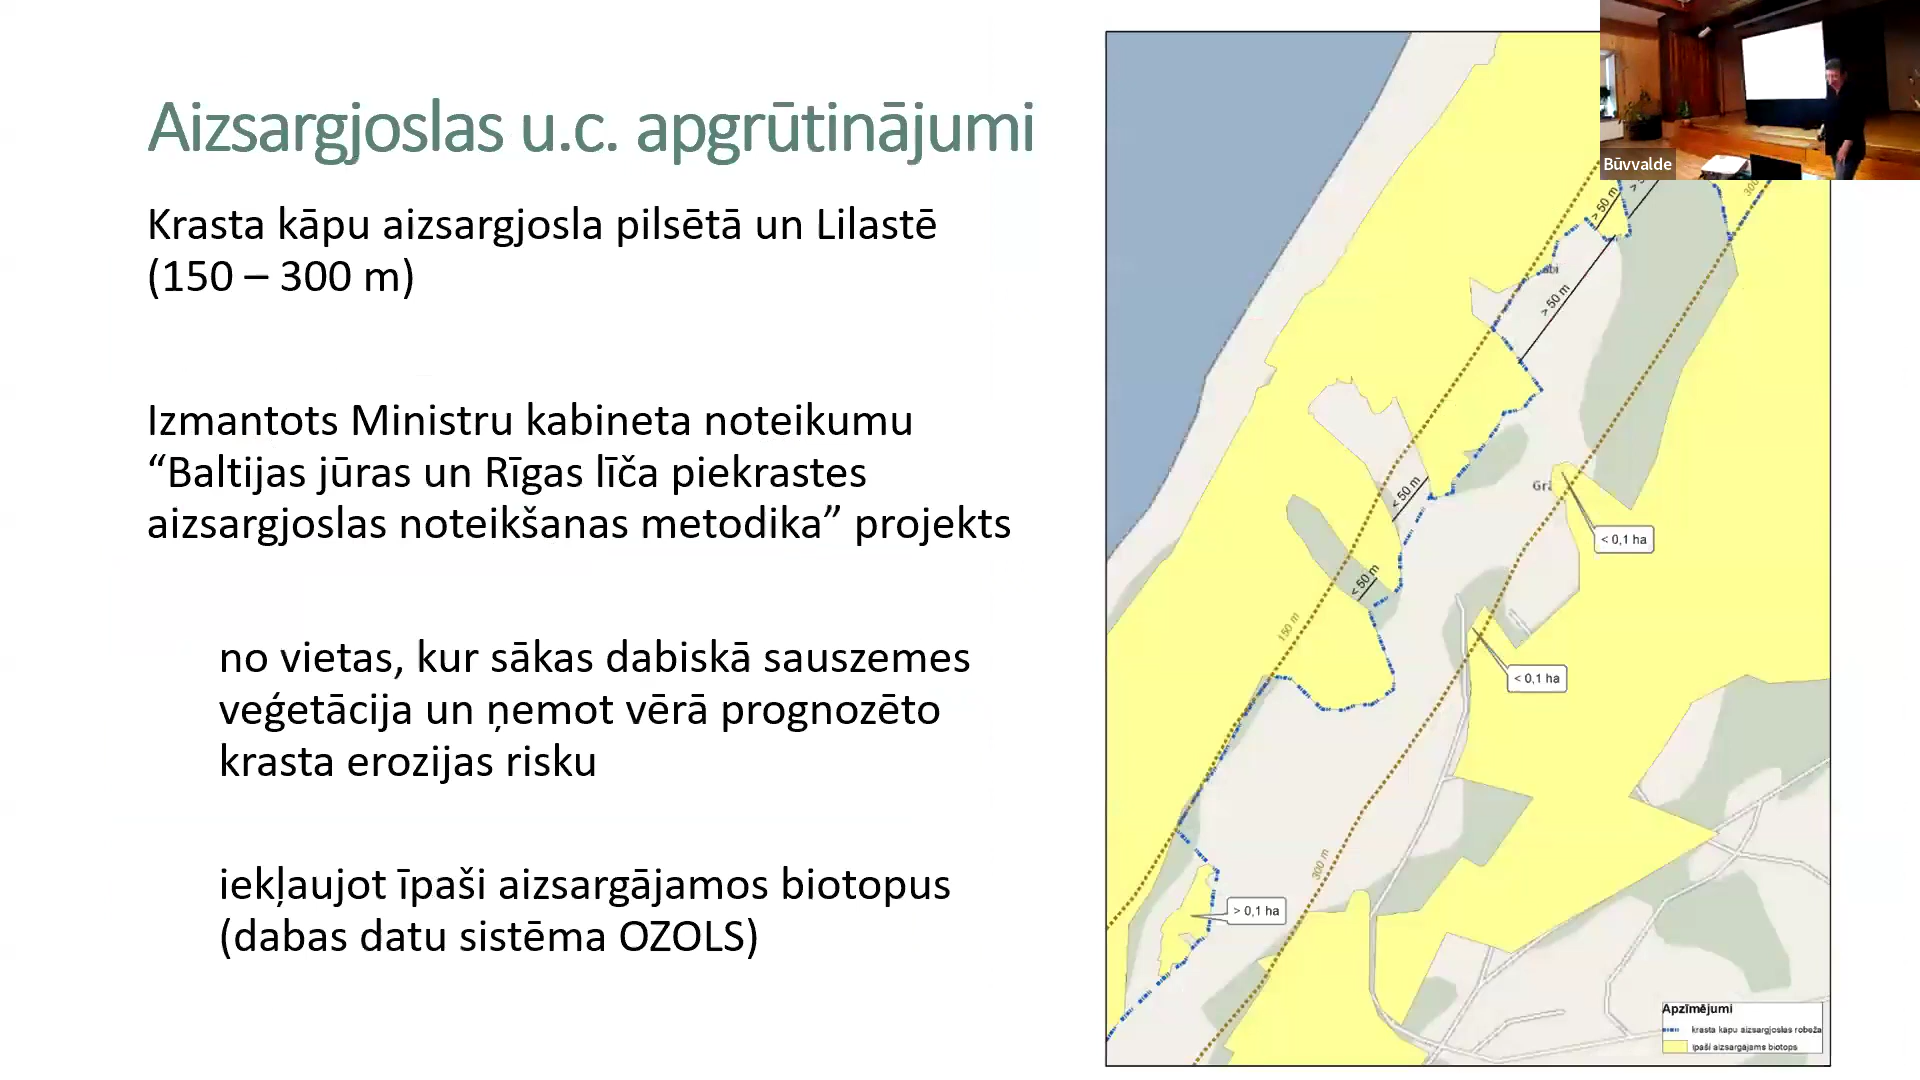 Aizsargjoslas u.c. apgrūtinājumi
Krasta kāpu aizsargjosla pilsētā un Lilastē
(150 – 300 m)
Izmantots Ministru kabineta noteikumu
“Baltijas jūras un Rīgas līča piekrastes
aizsargjoslas noteikšanas metodika” projekts
no vietas, kur sākas dabiskā sauszemes
veģetācija un ņemot vērā prognozēto
krasta erozijas risku
iekļaujot īpaši aizsargājamos biotopus
(dabas datu sistēma OZOLS)
Būvvalde
> 50 m
> 50 m
< 50 m
< 50 m
150 m
300 m
< 0,1 ha
< 0,1 ha
> 0,1 ha
Apzīmējumi
krasta kāpu aizsargjoslas robeža
īpaši aizsargājams biotops